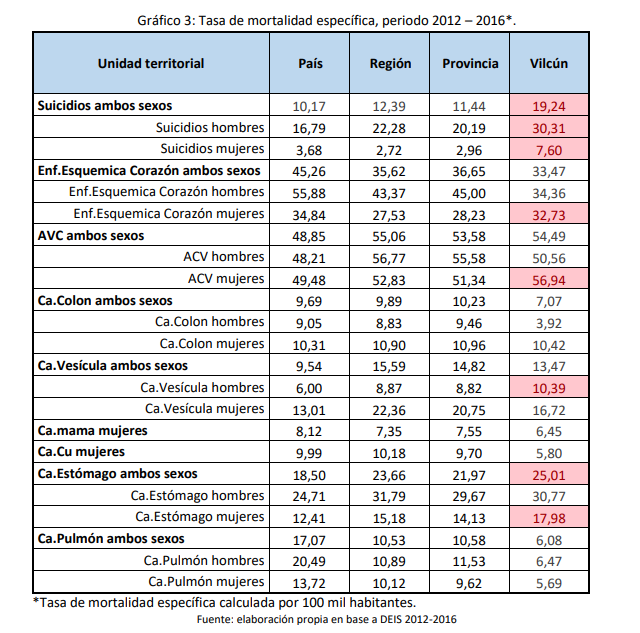 Gráfico 3: Tasa de mortalidad específica, periodo 2012 – 2016*.
Unidad territorial País Región Provincia Vilcún
Suicidios ambos sexos 10,17 12,39 11,44 19,24
Suicidios hombres 16,79 22,28 20,19 30,31
Suicidios mujeres 3,68 2,72 2,96 7,60
Enf.Esquemica Corazón ambos sexos 45,26 35,62 36,65 33,47
Enf.Esquemica Corazón hombres 55,88 43,37 45,00 34,36
Enf.Esquemica Corazón mujeres 34,84 27,53 28,23 32,73
AVC ambos sexos 48,85 55,06 53,58 54,49
ACV hombres 48,21 56,77 55,58 50,56
ACV mujeres 49,48 52,83 51,34 56,94
Ca.Colon ambos sexos 9,69 9,89 10,23 7,07
Ca.Colon hombres 9,05 8,83 9,46 3,92
Ca.Colon mujeres 10,31 10,90 10,96 10,42
Ca.Vesícula ambos sexos 9,54 15,59 14,82 13,47
Ca.Vesícula hombres 6,00 8,87 8,82 10,39
Ca.Vesícula mujeres 13,01 22,36 20,75 16,72
Ca.mama mujeres 8,12 7,35 7,55 6,45
Ca.Cu mujeres 9,99 10,18 9,70 5,80
Ca.Estómago ambos sexos 18,50 23,66 21,97 25,01
Ca.Estómago hombres 24,71 31,79 29,67 30,77
Ca.Estómago mujeres 12,41 15,18 14,13 17,98
Ca.Pulmón ambos sexos 17,07 10,53 10,58 6,08
Ca.Pulmón hombres 20,49 10,89 11,53 6,47
Ca.Pulmón mujeres 13,72 10,12 9,62 5,69
*Tasa de mortalidad específica calculada por 100 mil habitantes.
Fuente: elaboración propia en base a DEIS 2012-2016